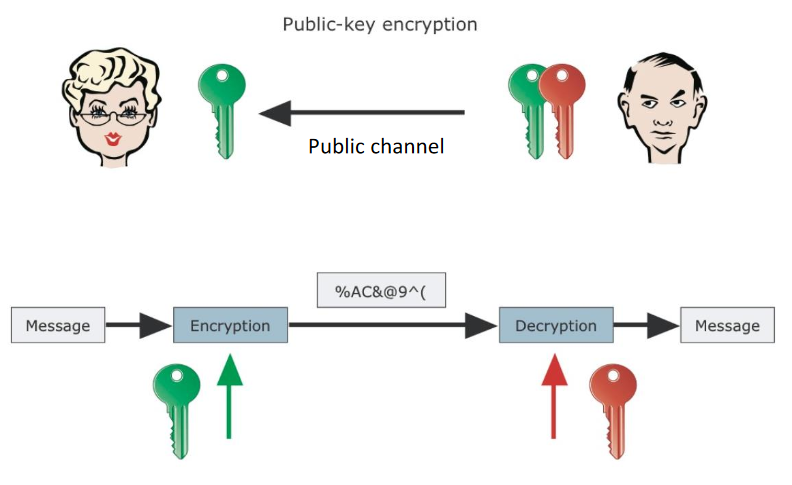 Public-key encryption
Public channel
%AC&@9^(
Message
Encryption
Decryption
Message